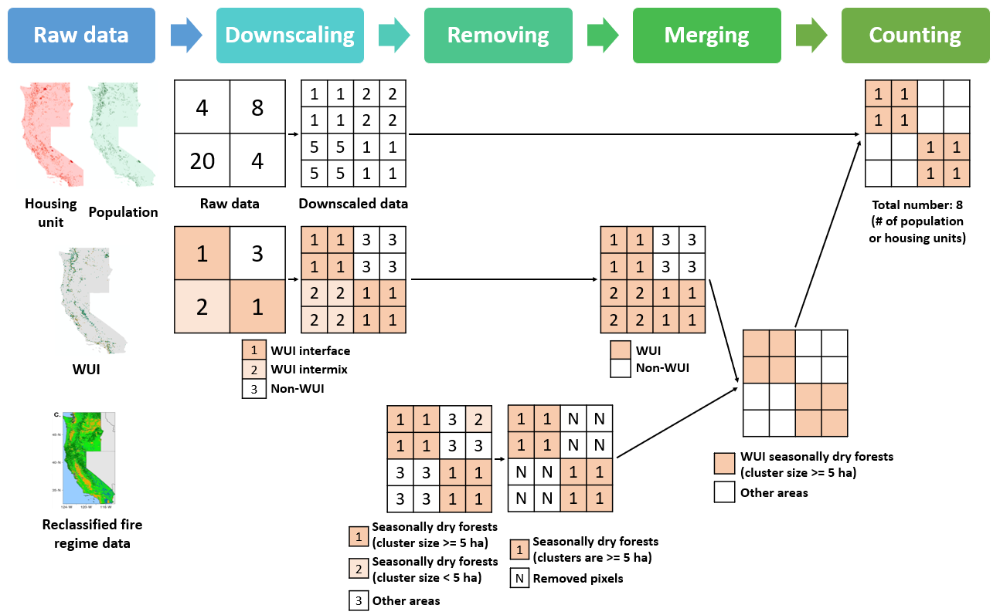 Raw data
Downscaling
Removing
Merging
Counting
4 8
20 4
1 1 2 2
1 1 2 2
5 5 1 1
5 5 1 1
1 1
1 1
1 1
1 1
Housing
unit
Population
Raw data
Downscaled data
Total number: 8
(# of population
or housing units)
1 3
2 1
1 1 3 3
1 1 3 3
2 2 1 1
2 2 1 1
1 1 3 3
1 1 3 3
2 2 1 1
2 2 1 1
WUI
1 WUI interface
2 WUI intermix
3 Non-WUI
WUI
Non-WUI
C.
45°N
40°N
35°N
124°W 120°W 116°W
Reclassified fire
regime data
1 1 3 2
1 1 3 3
3 3 1 1
3 3 1 1
1 1 N N
1 1 N N
N N 1 1
N N 1 1
WUI seasonally dry forests
(cluster size >= 5 ha)
Other areas
1 Seasonally dry forests
(cluster size >= 5 ha)
2 Seasonally dry forests
(cluster size < 5 ha)
3 Other areas
1 Seasonally dry forests
(clusters are >= 5 ha)
N Removed pixels